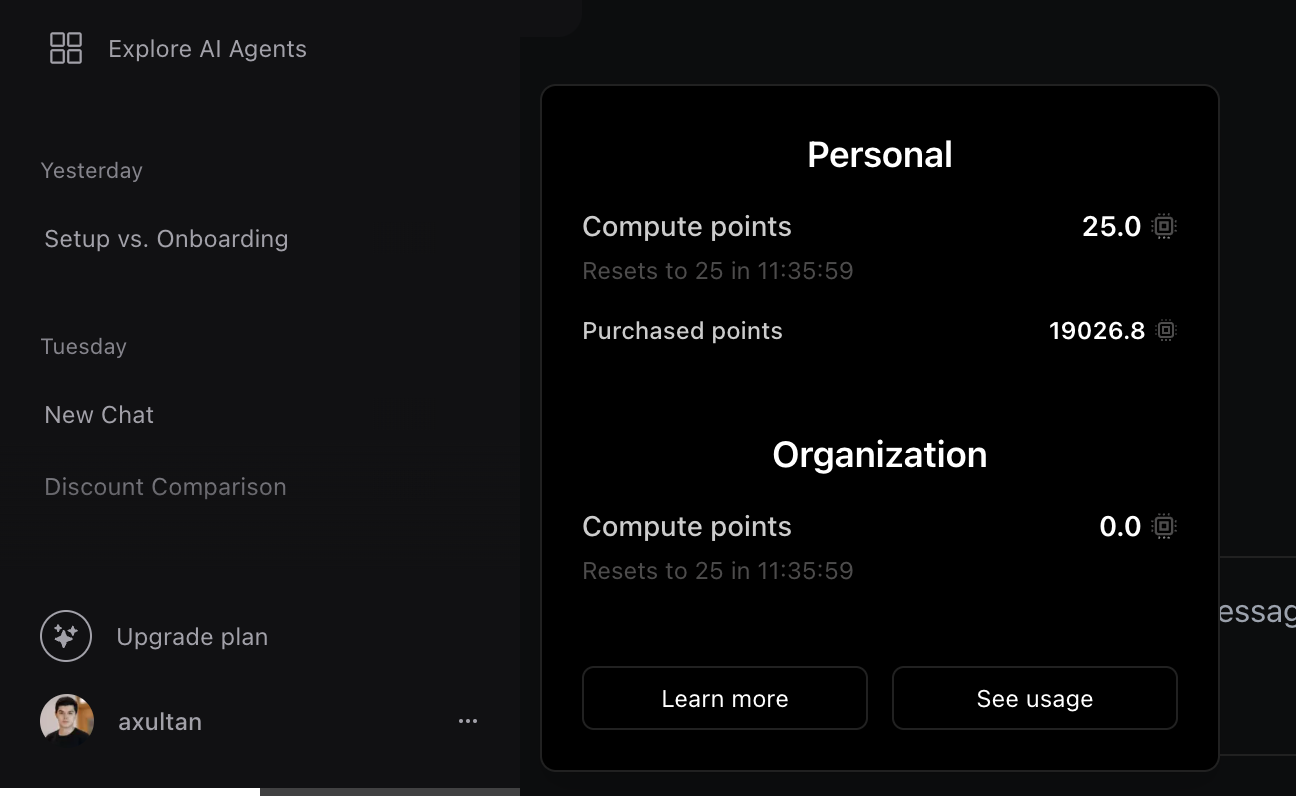 Explore AI Agents
Yesterday
Setup vs. Onboarding
Tuesday
New Chat
Discount Comparison
Upgrade plan
axultan
Personal
Compute points 25.0
Resets to 25 in 11:35:59
Purchased points 19026.8
Organization
Compute points 0.0
Resets to 25 in 11:35:59
Learn more
See usage